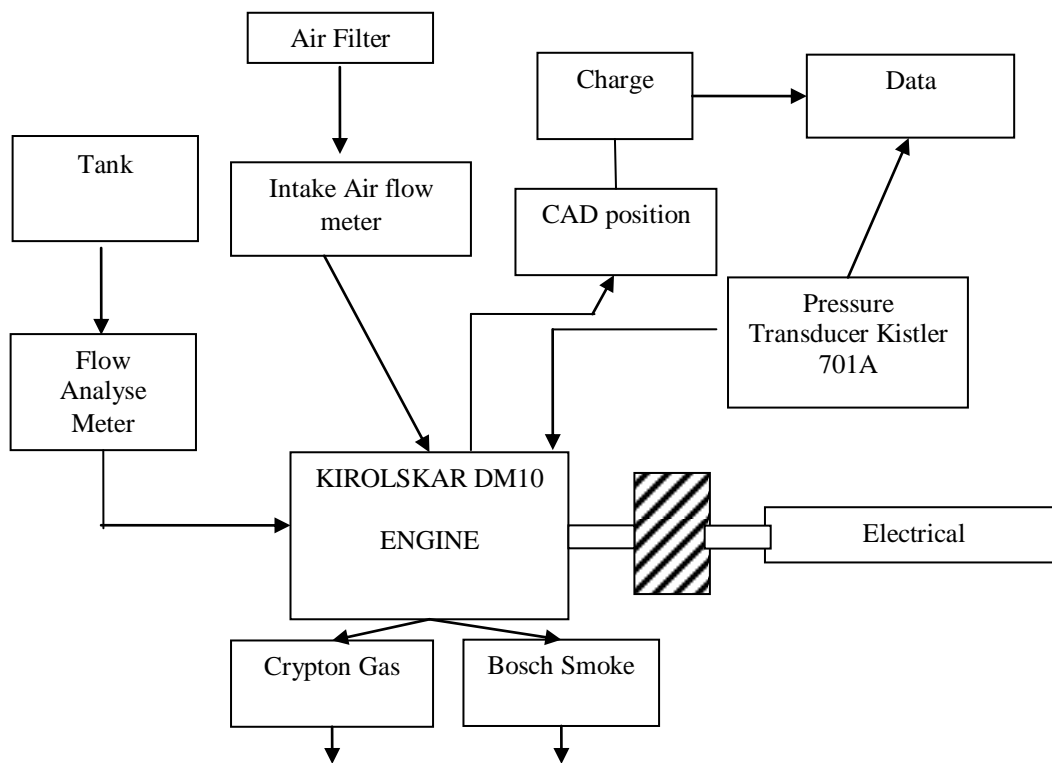 Air Filter
Charge
Data
Tank
Intake Air flow
meter
CAD position
Pressure
Transducer Kistler
701A
Flow
Analyse
Meter
KIROLSKAR DM10
ENGINE
Electrical
Crypton Gas
Bosch Smoke